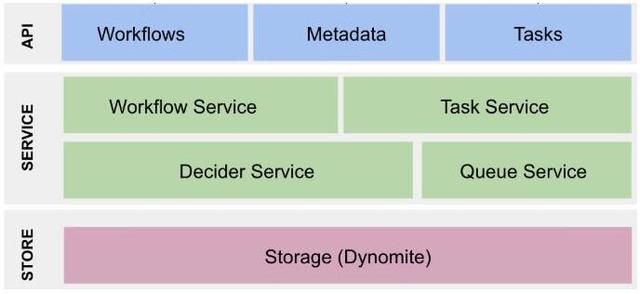 API
Workflows
Metadata
Tasks
SERVICE
Workflow Service
Task Service
Decider Service
Queue Service
STORE
Storage (Dynomite)